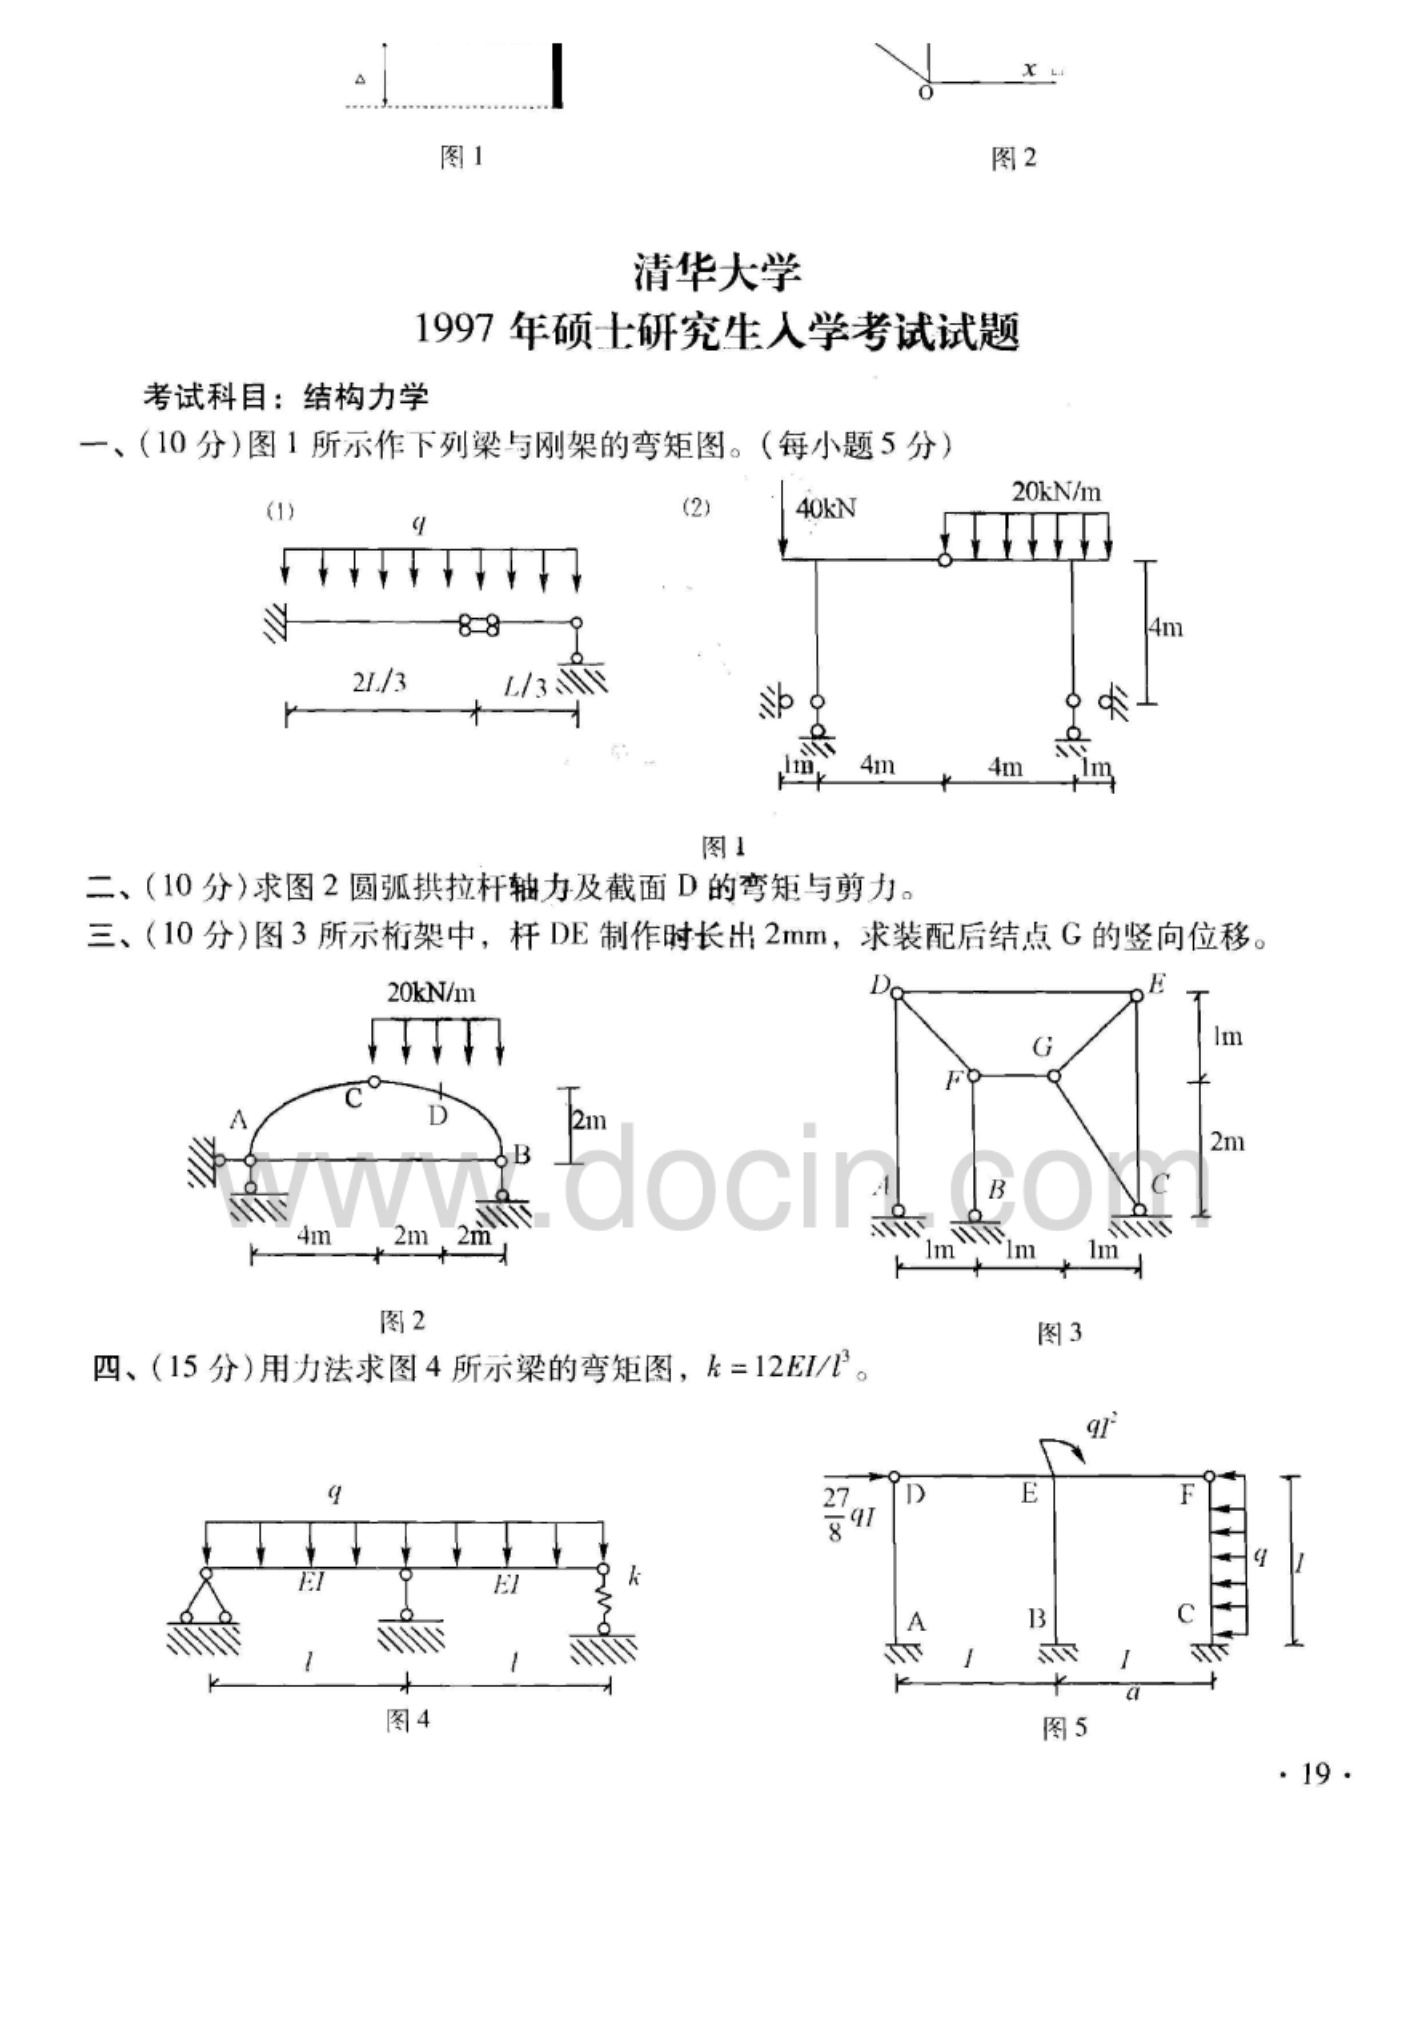 △
x
O
图 1
图 2
清华大学
1997 年硕士研究生入学考试试题
考试科目：结构力学
一、(10 分)图 1 所示作下列梁与刚架的弯矩图。(每小题 5 分)
(1)
q
2L/3
L/3
(2)
40kN
20kN/m
4m
1m
4m
4m
1m
图 1
二、(10 分)求图 2 圆弧拱拉杆轴力及截面 D 的弯矩与剪力。
三、(10 分)图 3 所示桁架中，杆 DE 制作时长出 2mm，求装配后结点 G 的竖向位移。
20kN/m
C
D
A
B
2m
4m
2m
2m
图 2
D
E
G
F
A
B
C
1m
2m
1m
1m
1m
图 3
四、(15 分)用力法求图 4 所示梁的弯矩图，k = 12EI/l³。
q
EI
EI
k
l
l
图 4
ql²
D
E
F
27/8 ql
q
l
A
B
C
l
l
a
图 5
· 19 ·
www.docin.com